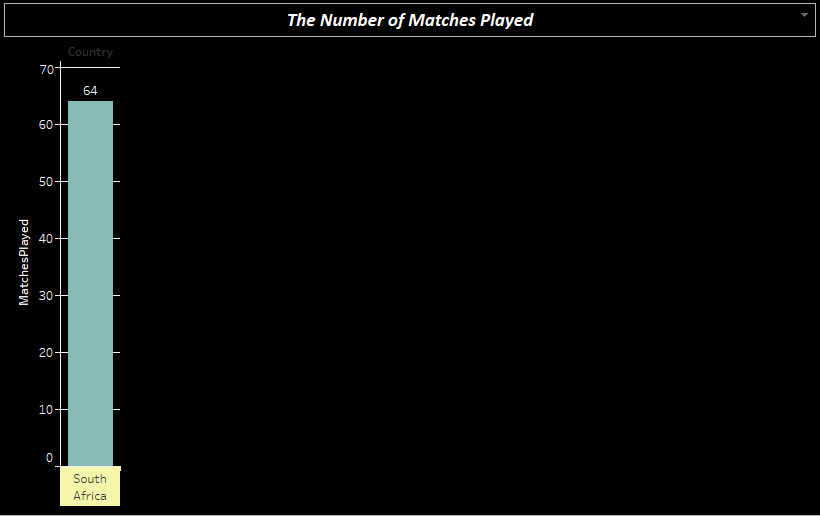 The Number of Matches Played
Country
70
64
60
50
40
30
20
10
0
MatchesPlayed
South
Africa